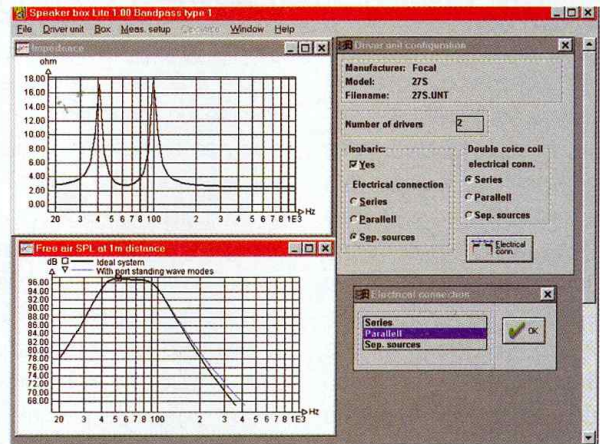 Speaker box Lite 1.00 Bandpass type 1
File Driver unit Box Meas. setup Window Help
Impedance
ohm
18.00
16.00
14.00
12.00
10.00
8.00
6.00
4.00
2.00
0.00
20 3 4 5 6 7 8 100 2 3 4 5 6 7 8 1E3 Hz
Free air SPL at 1m distance
dB Ideal system
With port standing wave modes
96.00
94.00
92.00
90.00
88.00
86.00
84.00
82.00
80.00
78.00
76.00
74.00
72.00
70.00
68.00
20 3 4 5 6 7 8 100 2 3 4 5 6 7 8 1E3 Hz
Driver unit configuration
Manufacturer: Focal
Model: 27S
Filename: 27S.UNT
Number of drivers 2
Isobaric:
Yes
Electrical connection
Series
Parallell
Sep. sources
Double coice coil
electrical conn.
Series
Parallell
Sep. sources
Electrical
conn.
Electrical connection
Series
Parallell
Sep. sources
OK